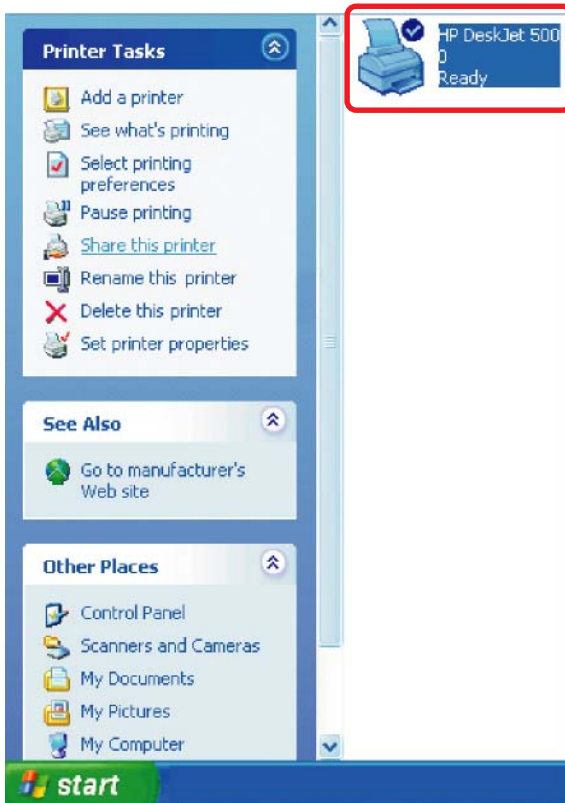 Printer Tasks
Add a printer
See what's printing
Select printing
preferences
Pause printing
Share this printer
Rename this printer
Delete this printer
Set printer properties
See Also
Go to manufacturer's
Web site
Other Places
Control Panel
Scanners and Cameras
My Documents
My Pictures
My Computer
HP DeskJet 500
0
Ready
start